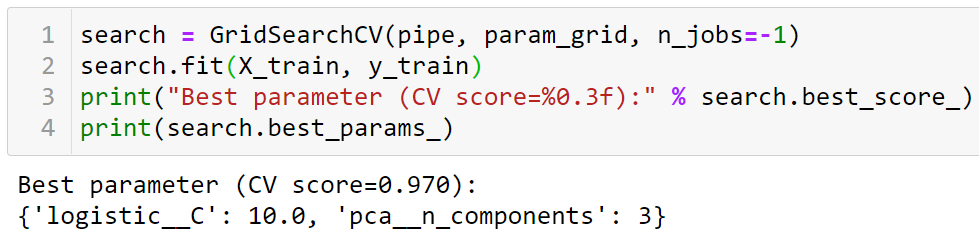 1 search = GridSearchCV(pipe, param_grid, n_jobs=-1)
2 search.fit(X_train, y_train)
3 print("Best parameter (CV score=%0.3f):" % search.best_score_)
4 print(search.best_params_)
Best parameter (CV score=0.970):
{'logistic__C': 10.0, 'pca__n_components': 3}